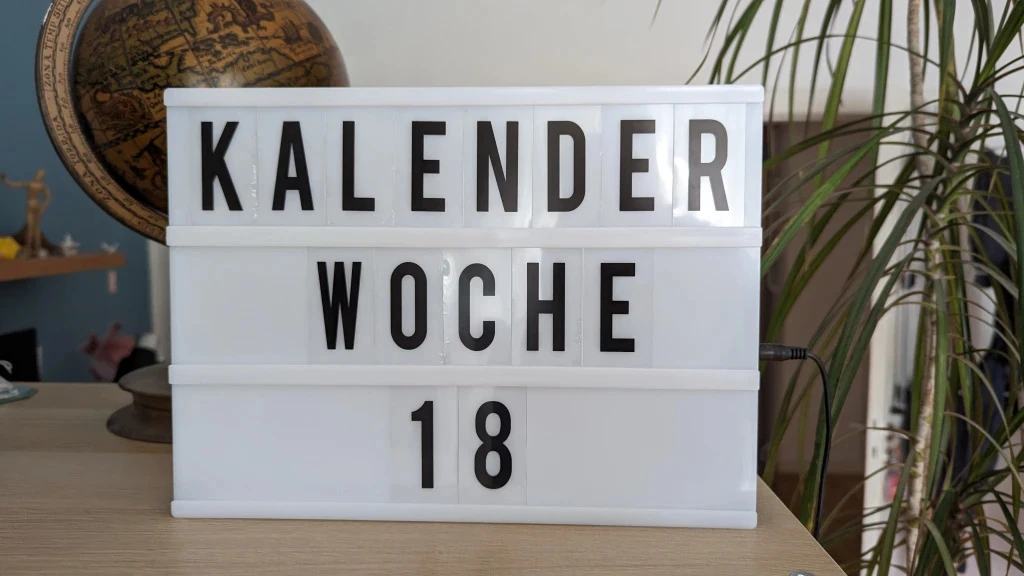 KALENDER
WOCHE
18